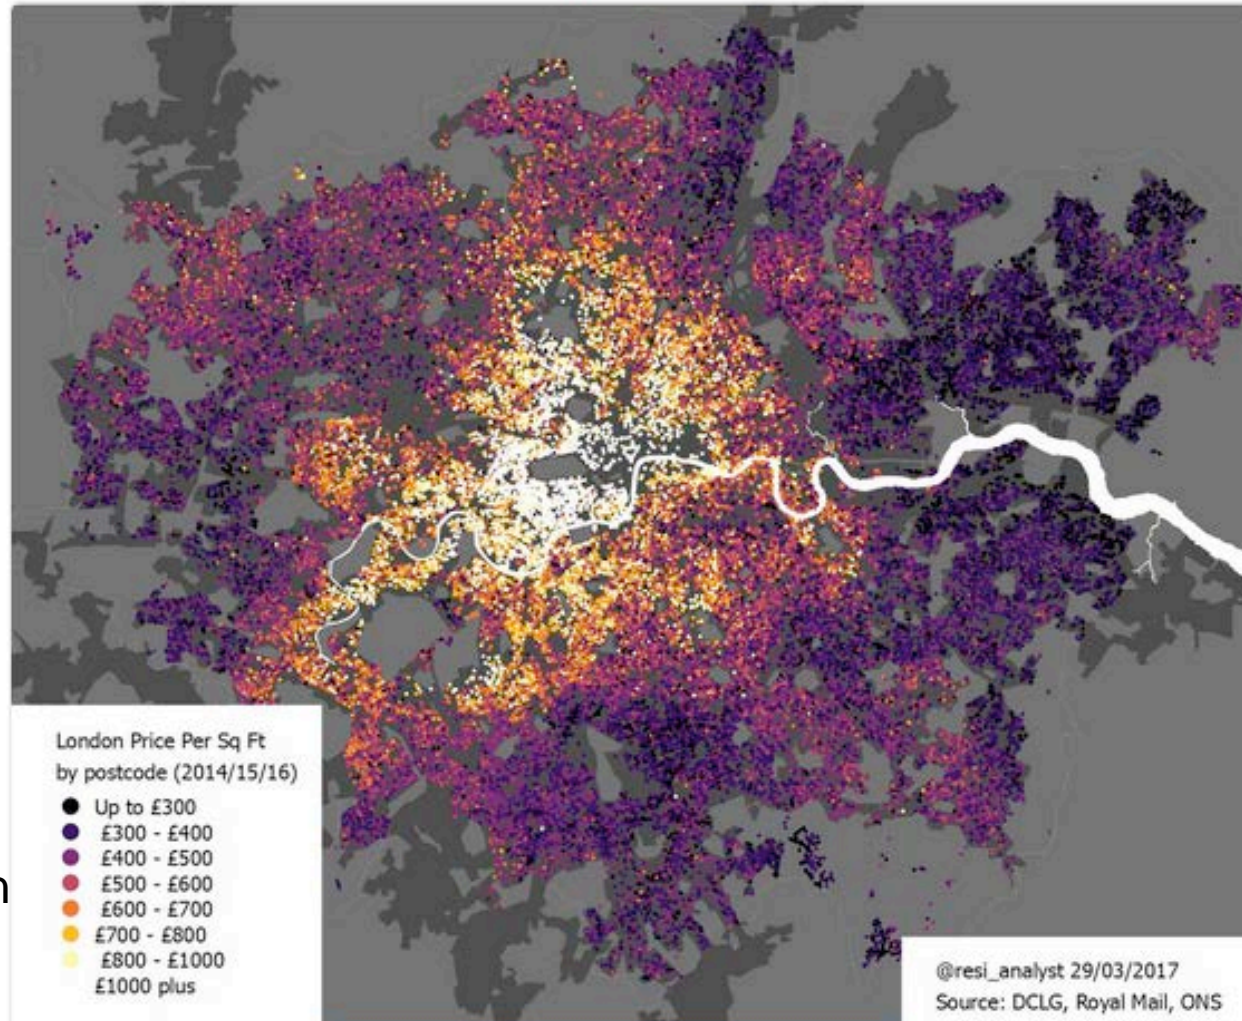 London Price Per Sq Ft
by postcode (2014/15/16)
Up to £300
£300 - £400
£400 - £500
£500 - £600
£600 - £700
£700 - £800
£800 - £1000
£1000 plus
@resi_analyst 29/03/2017
Source: DCLG, Royal Mail, ONS